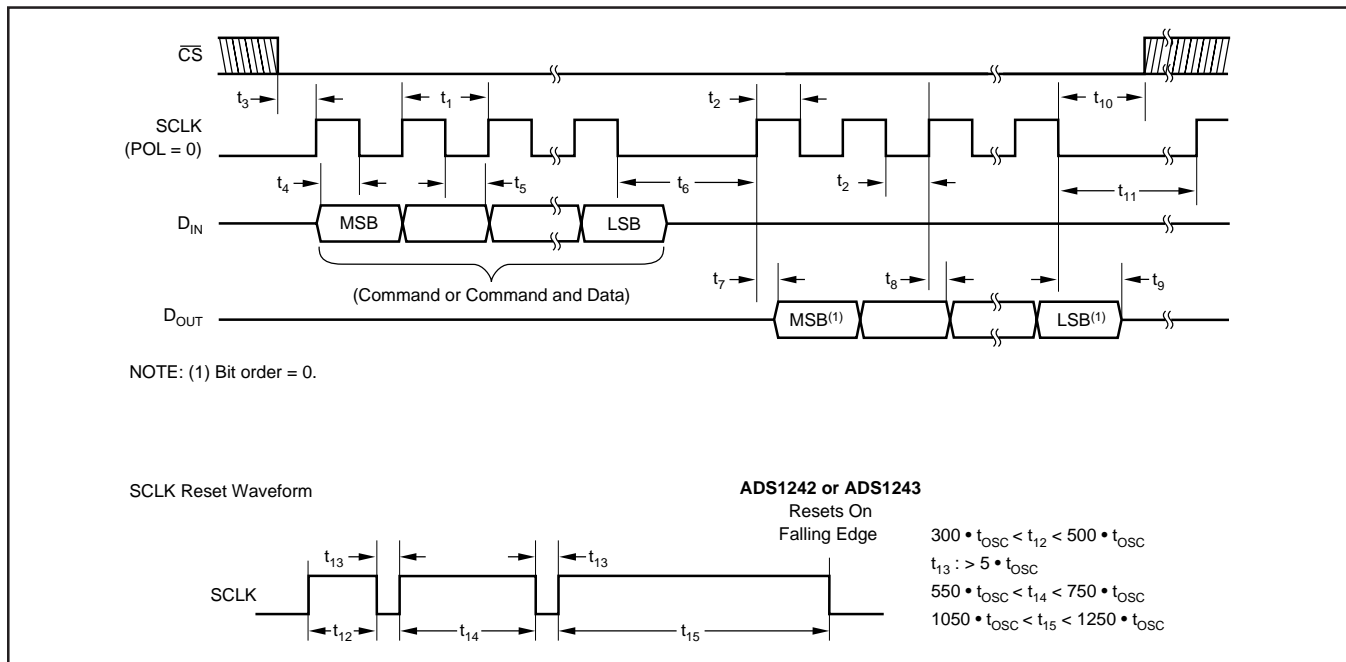 CS
t3
t1
t2
t10
SCLK
(POL = 0)
t4
t5
t6
t2
t11
DIN
MSB
LSB
(Command or Command and Data)
t7
t8
t9
DOUT
MSB(1)
LSB(1)
NOTE: (1) Bit order = 0.
SCLK Reset Waveform
ADS1242 or ADS1243
Resets On
Falling Edge
300 • tOSC < t12 < 500 • tOSC
t13 : > 5 • tOSC
550 • tOSC < t14 < 750 • tOSC
1050 • tOSC < t15 < 1250 • tOSC
t13
t13
SCLK
t12
t14
t15